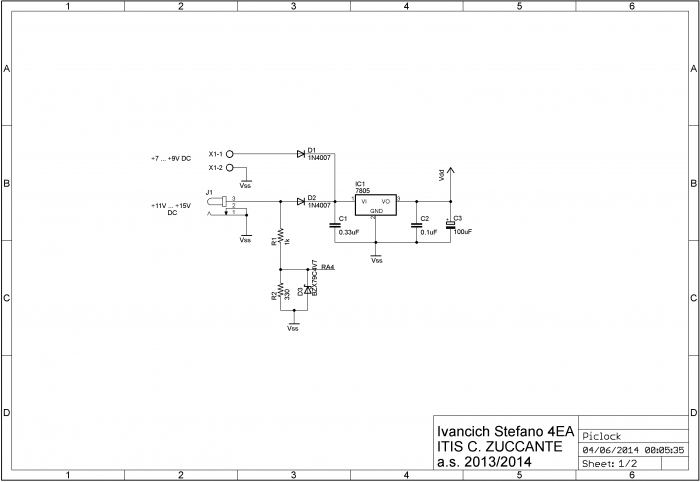 1 2 3 4 5 6
A A
B B
C C
D D
+7 ... +9V DC
X1-1
X1-2
Vss
D1
1N4007
J1
+11V ... +15V
DC
3
2
1
Vss
D2
1N4007
IC1
7805
1 VI VO 3
GND
2
C1
0.33uF
C2
0.1uF
C3
+
100uF
Vdd
Vss
R1
1k
RA4
R2
330
D3
BZX79C4V7
Vss
Ivancich Stefano 4EA
ITIS C. ZUCCANTE
a.s. 2013/2014
Piclock
04/06/2014 00:05:35
Sheet: 1/2
1 2 3 4 5 6